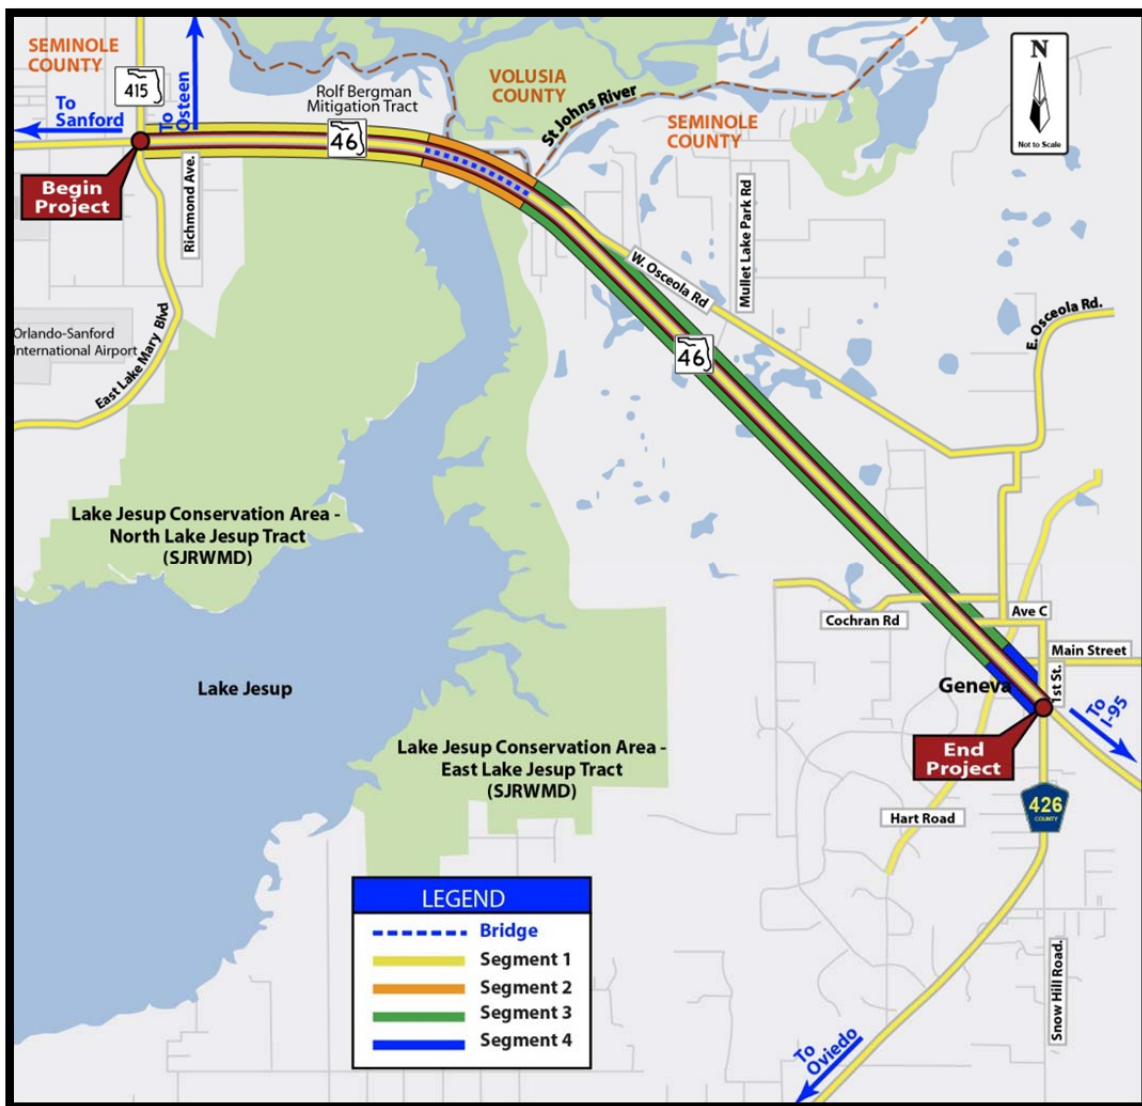 SEMINOLE
COUNTY
415
To
Sanford
To
Osteen
Rolf Bergman
Mitigation Tract
46
VOLUSIA
COUNTY
St Johns River
SEMINOLE
COUNTY
N
Not to Scale
Begin
Project
Richmond Ave.
W. Osceola Rd
Mullet Lake Park Rd
E. Osceola Rd.
Orlando-Sanford
International Airport
East Lake Mary Blvd
46
Lake Jesup Conservation Area -
North Lake Jesup Tract
(SJRWMD)
Cochran Rd
Ave C
Main Street
Lake Jesup
Geneva
1st St.
To
I-95
Lake Jesup Conservation Area -
East Lake Jesup Tract
(SJRWMD)
End
Project
426
COUNTY
Hart Road
LEGEND
Bridge
Segment 1
Segment 2
Segment 3
Segment 4
Snow Hill Road.
To
Oviedo